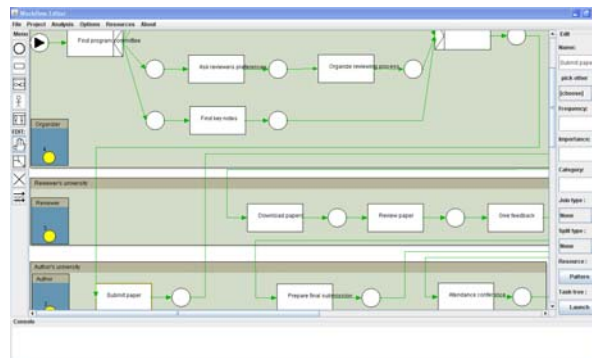 Workflow Editor
File Project Analysis Options Resources About
Menu
Find program committee
Ask reviewers preferences
Organize reviewing process
Find key notes
EDIT:
Organizer
Reviewer's university
Reviewer
Download papers
Review paper
Give feedback
Author's university
Author
Submit paper
Prepare final submission
Attendance conference
Edit
Name:
Submit pape
pick other
[choose]
Frequency:
Importance:
Category:
Join type :
None
Split type :
None
Resource :
Pattern
Task tree :
Launch
Console